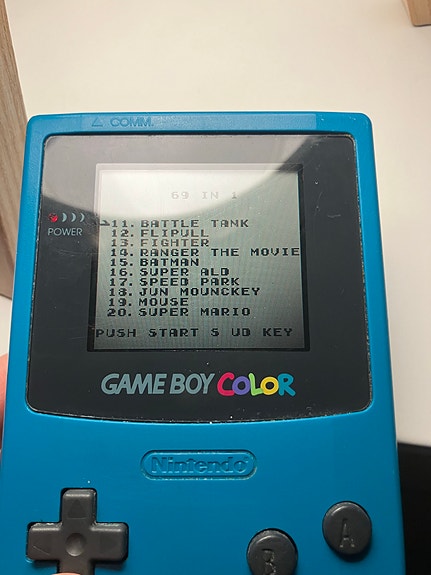 △ COMM.
69 IN 1
POWER
11. BATTLE TANK
12. FLIPULL
13. FIGHTER
14. RANGER THE MOVIE
15. BATMAN
16. SUPER ALD
17. SPEED PARK
18. JUN MOUNCKEY
19. MOUSE
20. SUPER MARIO
PUSH START S UD KEY
GAME BOY COLOR
Nintendo
B
A